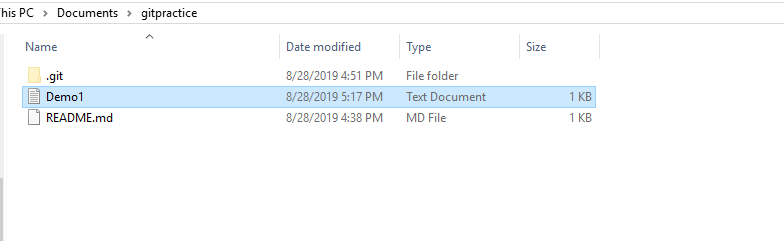 This PC > Documents > gitpractice
Name Date modified Type Size
.git 8/28/2019 4:51 PM File folder
Demo1 8/28/2019 5:17 PM Text Document 1 KB
README.md 8/28/2019 4:38 PM MD File 1 KB